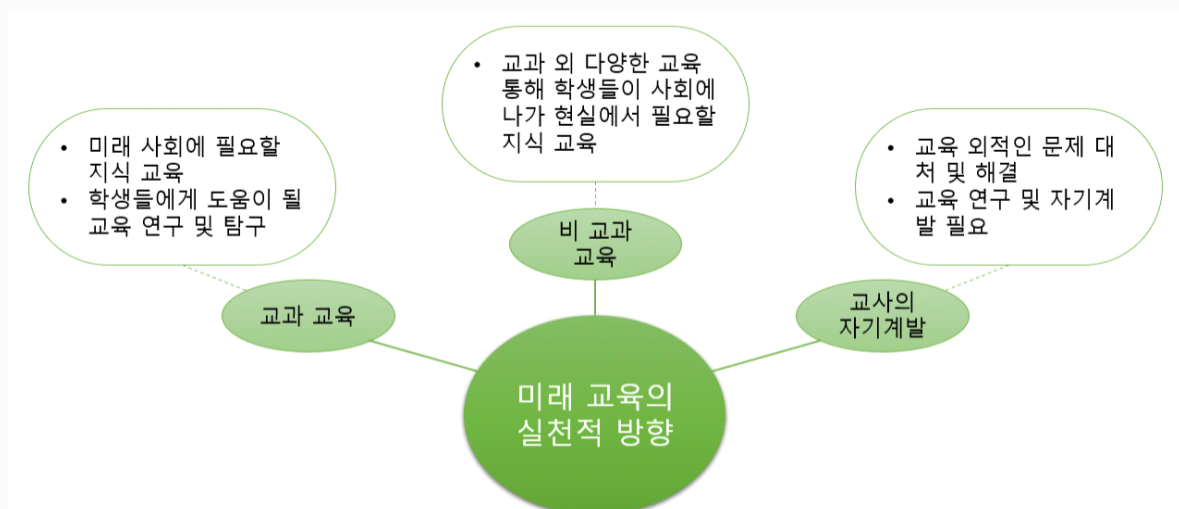 • 교과 외 다양한 교육
통해 학생들이 사회에
나가 현실에서 필요할
지식 교육
• 미래 사회에 필요할
지식 교육
• 학생들에게 도움이 될
교육 연구 및 탐구
• 교육 외적인 문제 대
처 및 해결
• 교육 연구 및 자기계
발 필요
비 교과
교육
교과 교육
교사의
자기계발
미래 교육의
실천적 방향